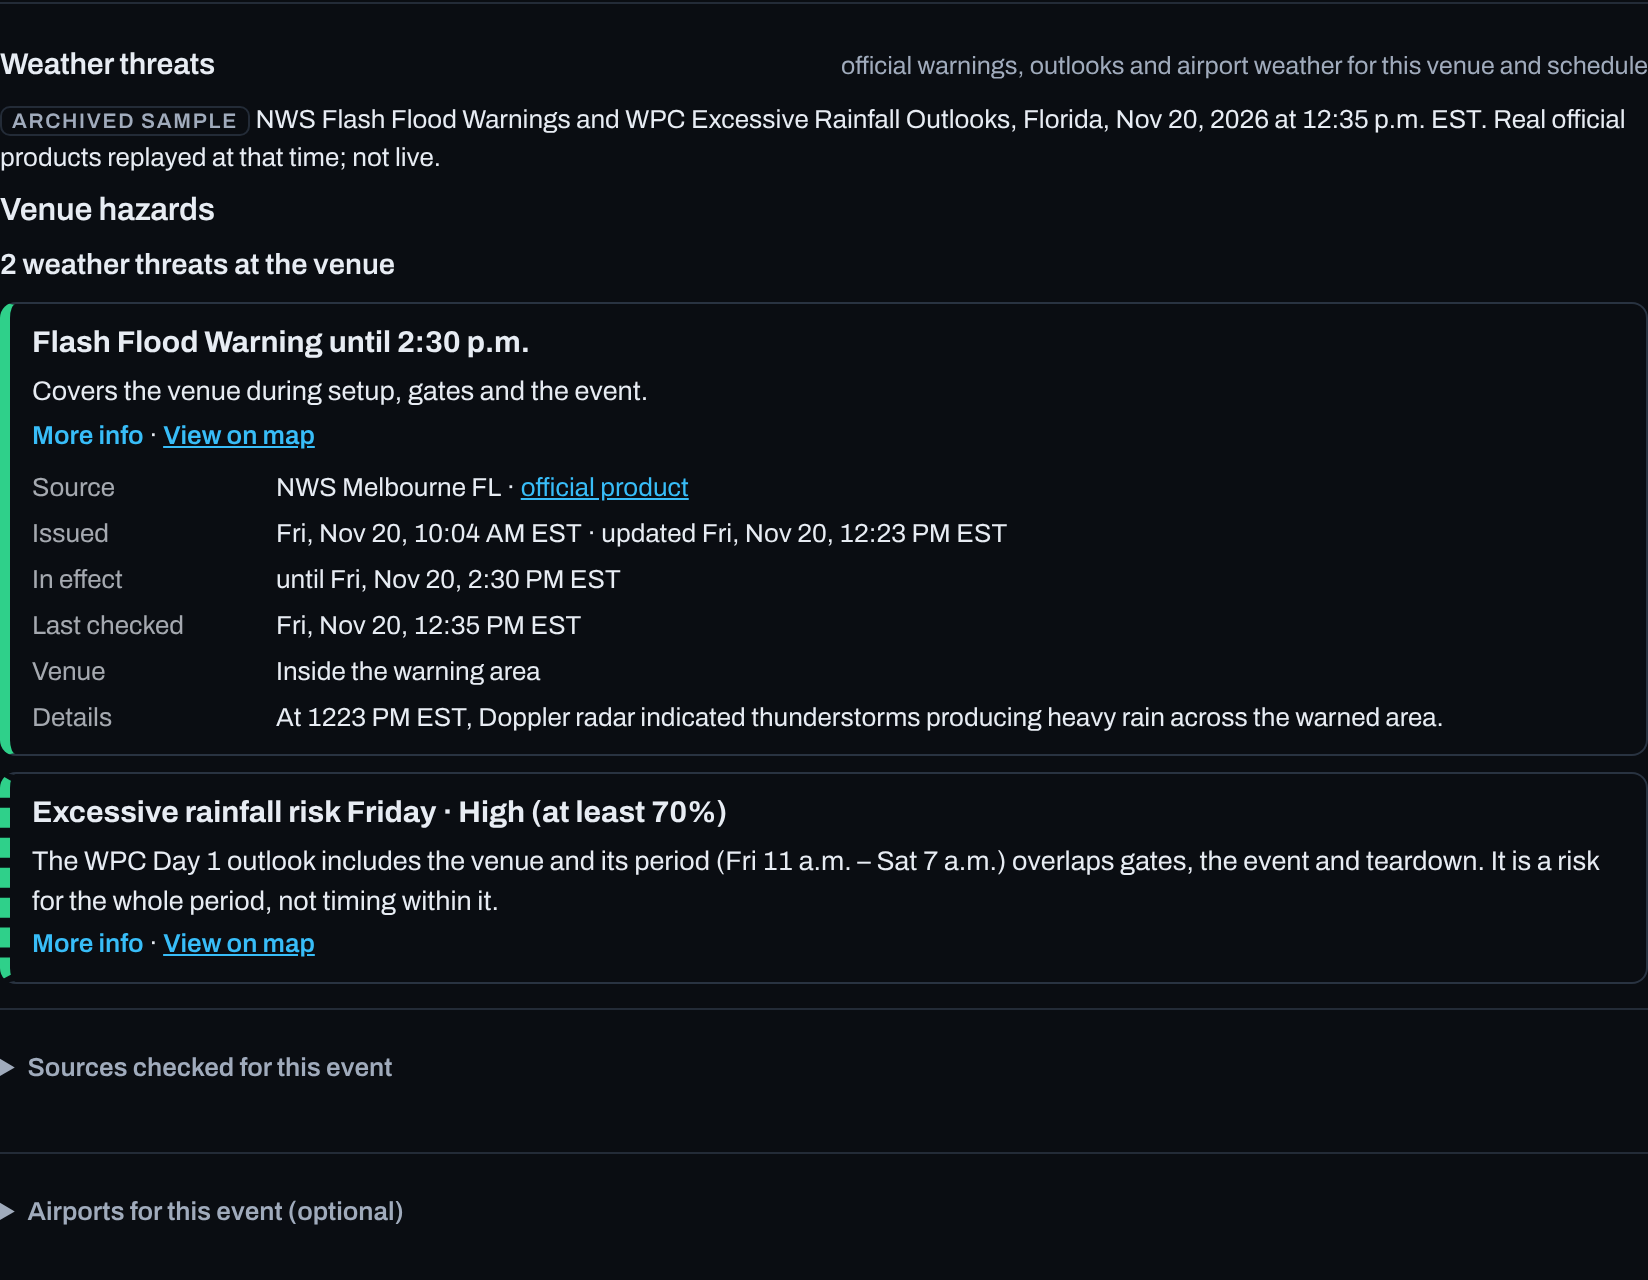 Weather threats
official warnings, outlooks and airport weather for this venue and schedule
ARCHIVED SAMPLE NWS Flash Flood Warnings and WPC Excessive Rainfall Outlooks, Florida, Nov 20, 2026 at 12:35 p.m. EST. Real official
products replayed at that time; not live.
Venue hazards
2 weather threats at the venue
Flash Flood Warning until 2:30 p.m.
Covers the venue during setup, gates and the event.
More info · View on map
Source NWS Melbourne FL · official product
Issued Fri, Nov 20, 10:04 AM EST · updated Fri, Nov 20, 12:23 PM EST
In effect until Fri, Nov 20, 2:30 PM EST
Last checked Fri, Nov 20, 12:35 PM EST
Venue Inside the warning area
Details At 1223 PM EST, Doppler radar indicated thunderstorms producing heavy rain across the warned area.
Excessive rainfall risk Friday · High (at least 70%)
The WPC Day 1 outlook includes the venue and its period (Fri 11 a.m. – Sat 7 a.m.) overlaps gates, the event and teardown. It is a risk
for the whole period, not timing within it.
More info · View on map
Sources checked for this event
Airports for this event (optional)